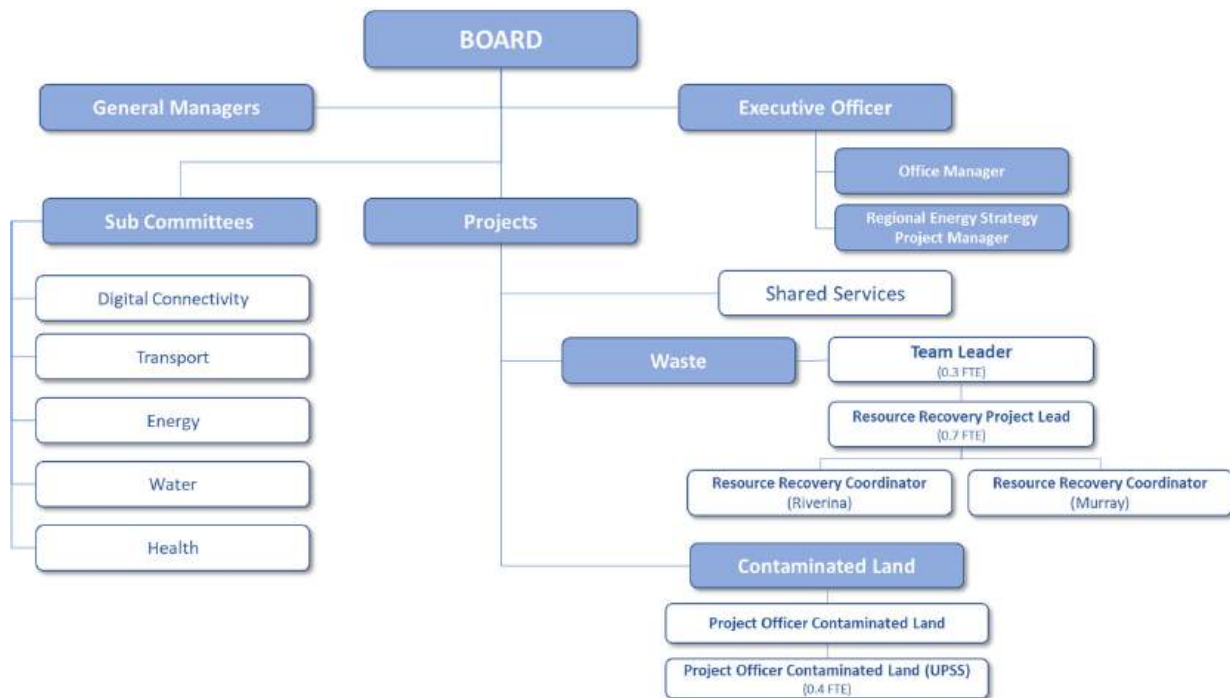 BOARD
General Managers
Executive Officer
Office Manager
Regional Energy Strategy
Project Manager
Sub Committees
Projects
Digital Connectivity
Transport
Energy
Water
Health
Shared Services
Waste
Team Leader
(0.3 FTE)
Resource Recovery Project Lead
(0.7 FTE)
Resource Recovery Coordinator
(Riverina)
Resource Recovery Coordinator
(Murray)
Contaminated Land
Project Officer Contaminated Land
Project Officer Contaminated Land (UPSS)
(0.4 FTE)